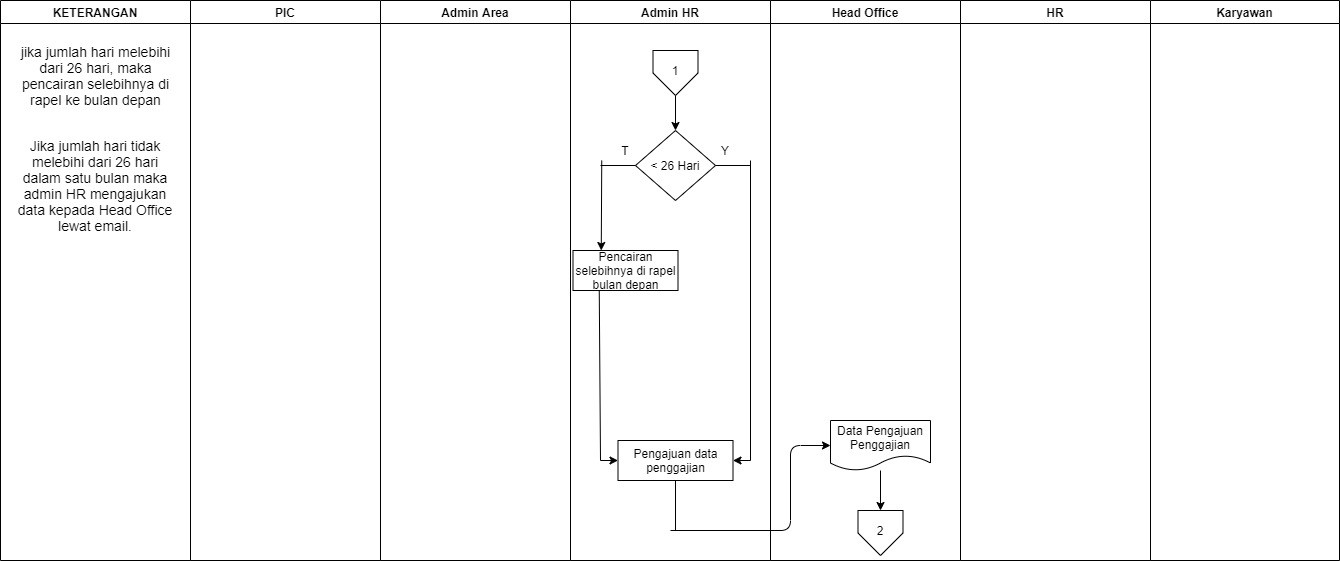 KETERANGAN
PIC
Admin Area
Admin HR
Head Office
HR
Karyawan
jika jumlah hari melebihi
dari 26 hari, maka
pencairan selebihnya di
rapel ke bulan depan
Jika jumlah hari tidak
melebihi dari 26 hari
dalam satu bulan maka
admin HR mengajukan
data kepada Head Office
lewat email.
1
T
Y
< 26 Hari
Pencairan
selebihnya di rapel
bulan depan
Pengajuan data
penggajian
Data Pengajuan
Penggajian
2